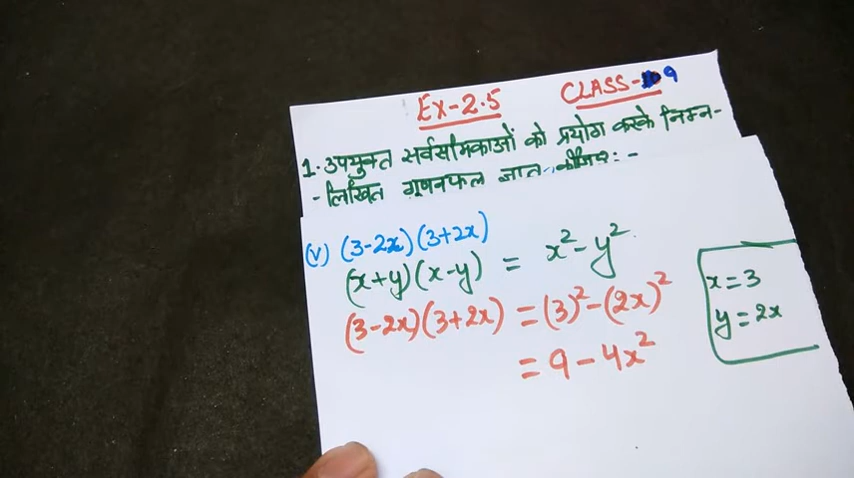 Ex-2.5 CLASS-9
1. उपयुक्त सर्वसमिकाओं को प्रयोग करके निम्न-
- लिखित गुणनफल ज्ञात कीजिए:-
(v) (3-2x)(3+2x)
(x+y)(x-y) = x²-y²
(3-2x)(3+2x) = (3)²-(2x)²
= 9-4x²
x=3
y=2x